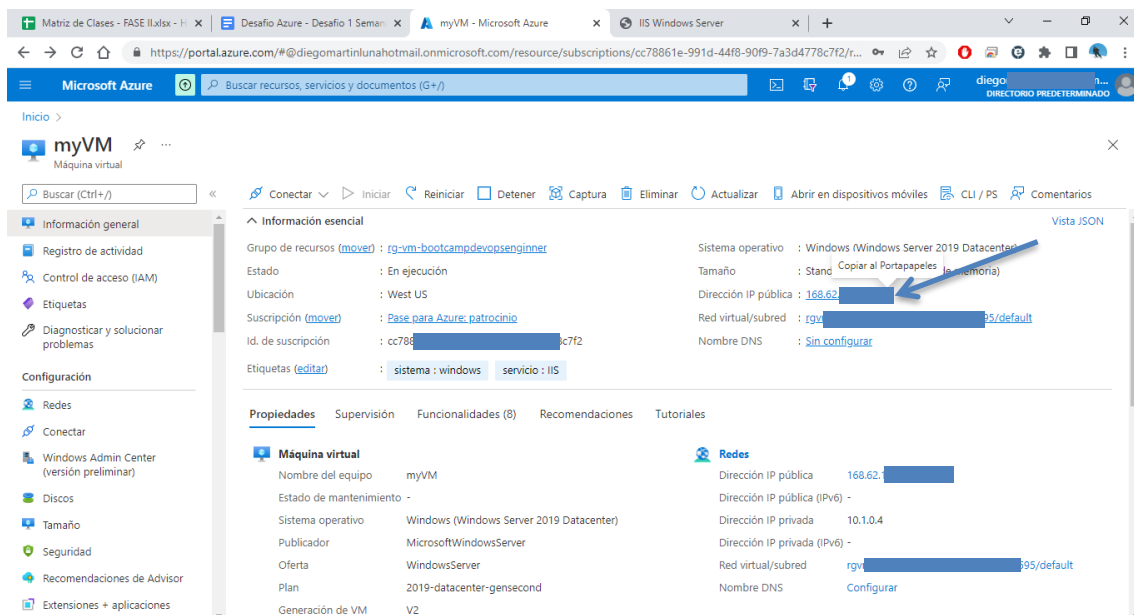 Matriz de Clases - FASE II.xlsx - H
Desafio Azure - Desafio 1 Seman
myVM - Microsoft Azure
IIS Windows Server
https://portal.azure.com/#@diegomartinlunahotmail.onmicrosoft.com/resource/subscriptions/cc78861e-991d-44f8-90f9-7a3d4778c7f2/r...
Microsoft Azure
Buscar recursos, servicios y documentos (G+/)
1
diego
n...
DIRECTORIO PREDETERMINADO
Inicio >
myVM
Máquina virtual
Buscar (Ctrl+/)
Conectar
Iniciar
Reiniciar
Detener
Captura
Eliminar
Actualizar
Abrir en dispositivos móviles
CLI / PS
Comentarios
Información general
Registro de actividad
Control de acceso (IAM)
Etiquetas
Diagnosticar y solucionar
problemas
Configuración
Redes
Conectar
Windows Admin Center
(versión preliminar)
Discos
Tamaño
Seguridad
Recomendaciones de Advisor
Extensiones + aplicaciones
Información esencial
Vista JSON
Grupo de recursos (mover) : rg-vm-bootcampdevopsenginner
Estado : En ejecución
Ubicación : West US
Suscripción (mover) : Pase para Azure: patrocinio
Id. de suscripción : cc788 3c7f2
Etiquetas (editar) : sistema : windows servicio : IIS
Sistema operativo : Windows (Windows Server 2019 Datacenter)
Copiar al Portapapeles
Tamaño : Stand de memoria)
Dirección IP pública : 168.62.
Red virtual/subred : rgv 595/default
Nombre DNS : Sin configurar
Propiedades
Supervisión
Funcionalidades (8)
Recomendaciones
Tutoriales
Máquina virtual
Nombre del equipo myVM
Estado de mantenimiento -
Sistema operativo Windows (Windows Server 2019 Datacenter)
Publicador MicrosoftWindowsServer
Oferta WindowsServer
Plan 2019-datacenter-gensecond
Generación de VM V2
Redes
Dirección IP pública 168.62.
Dirección IP pública (IPv6) -
Dirección IP privada 10.1.0.4
Dirección IP privada (IPv6) -
Red virtual/subred rgv 595/default
Nombre DNS Configurar